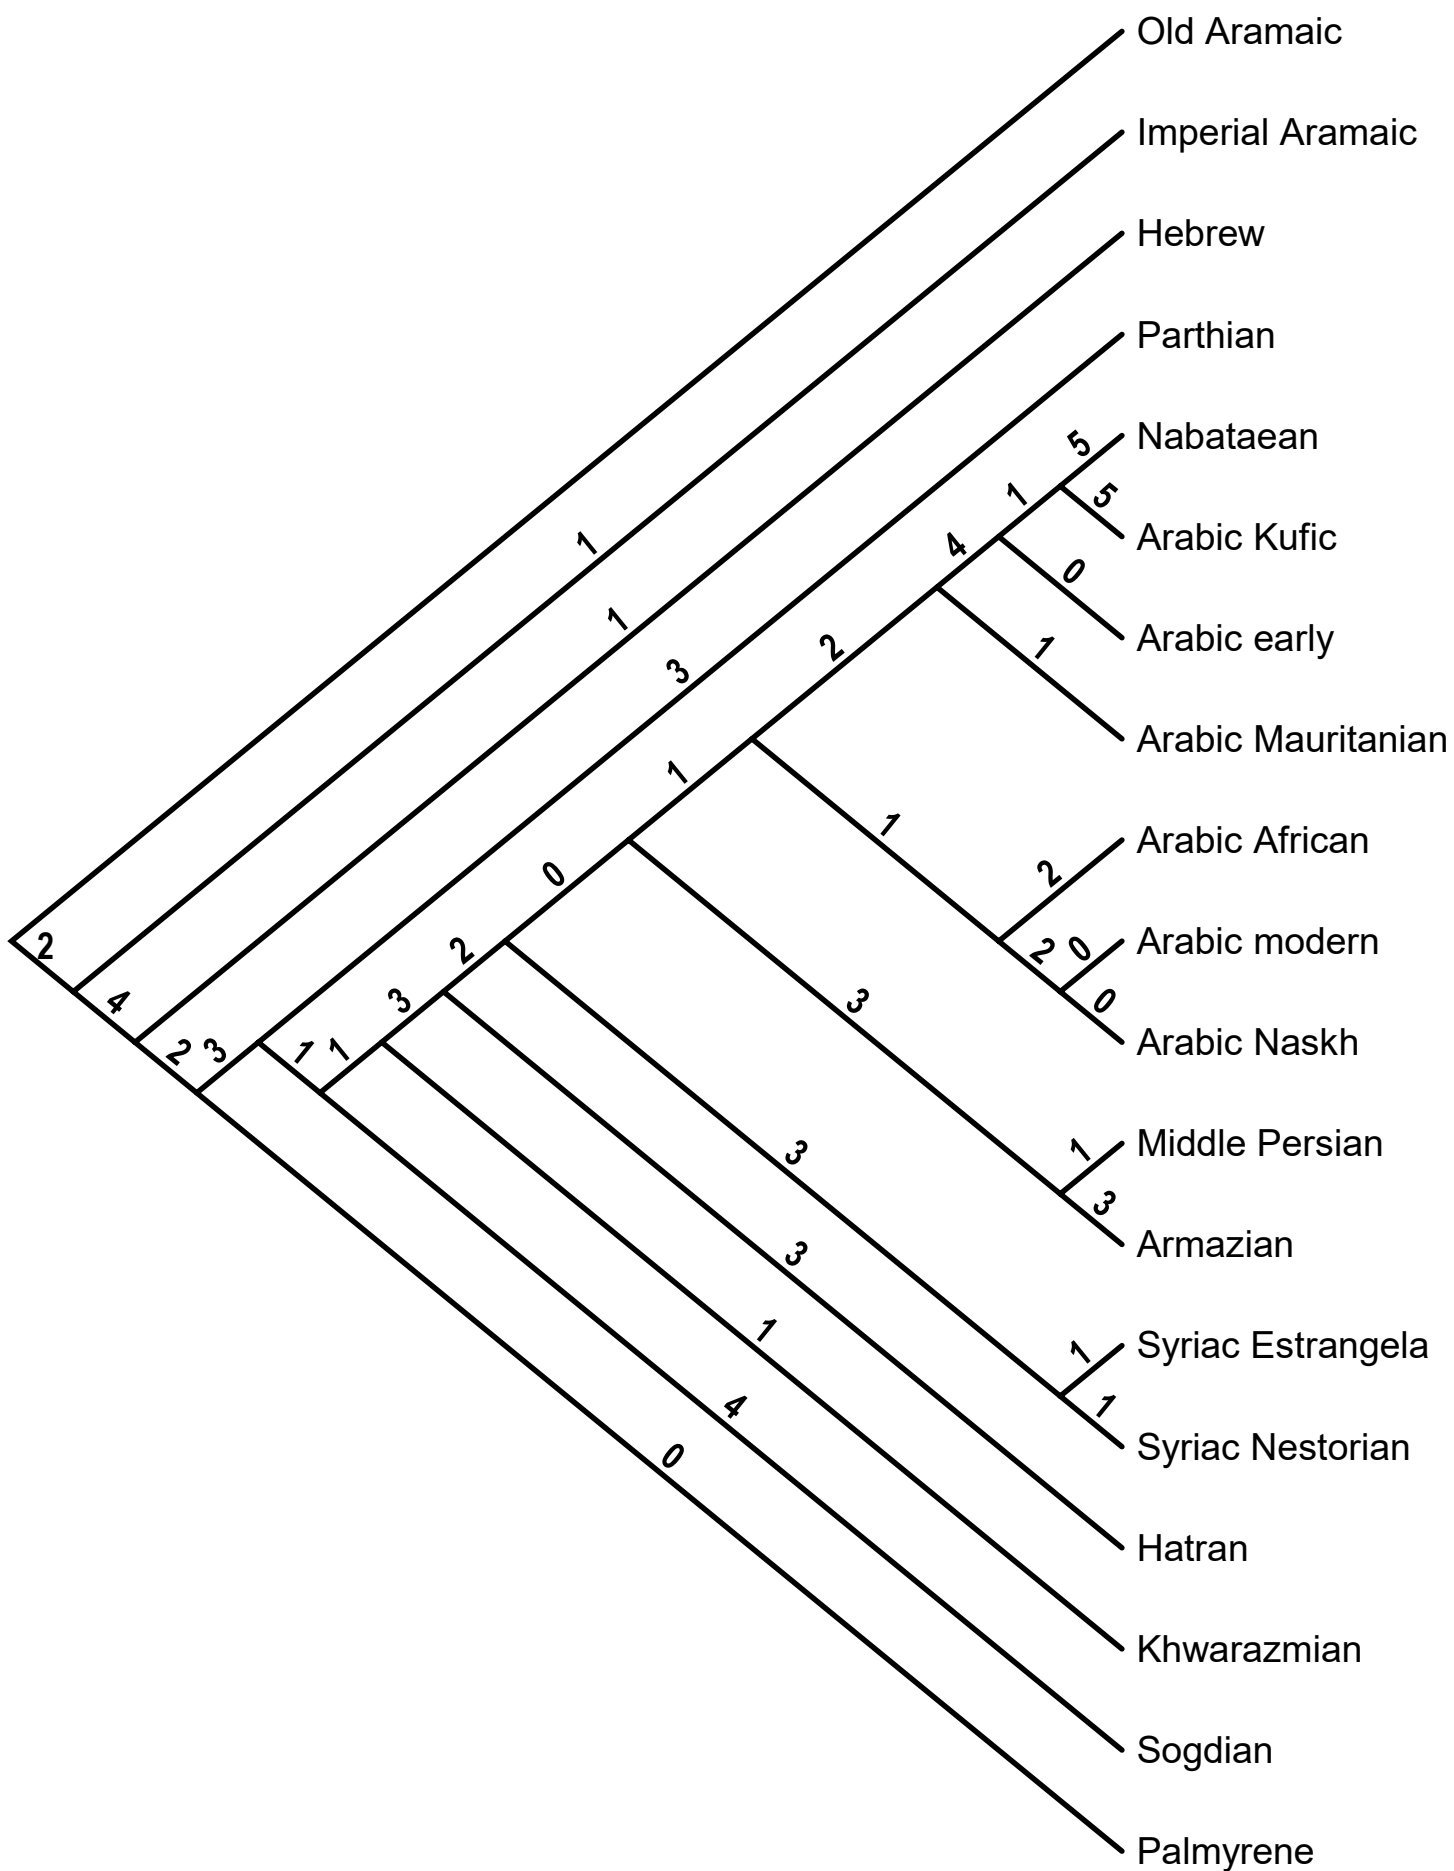 Old Aramaic
Imperial Aramaic
Hebrew
Parthian
5 Nabataean
1 5
4 Arabic Kufic
1 0
1 2 1 Arabic early
3
1 Arabic Mauritanian
1
0 2 Arabic African
2 2 2 0 Arabic modern
4 3 3 0
2 3 1 1 Arabic Naskh
3 1 Middle Persian
3
3 Armazian
1 1 Syriac Estrangela
4 1
0 Syriac Nestorian
Hatran
Khwarazmian
Sogdian
Palmyrene